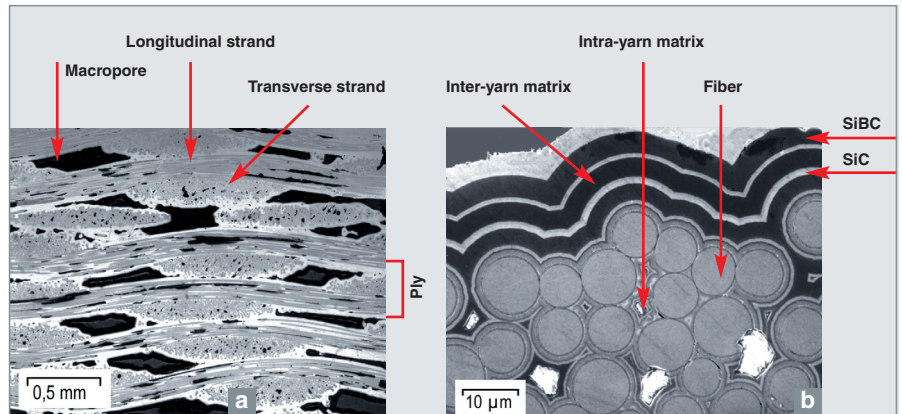 Longitudinal strand
Macropore
Transverse strand
Ply
0,5 mm
a
Intra-yarn matrix
Inter-yarn matrix
Fiber
SiBC
SiC
10 µm
b